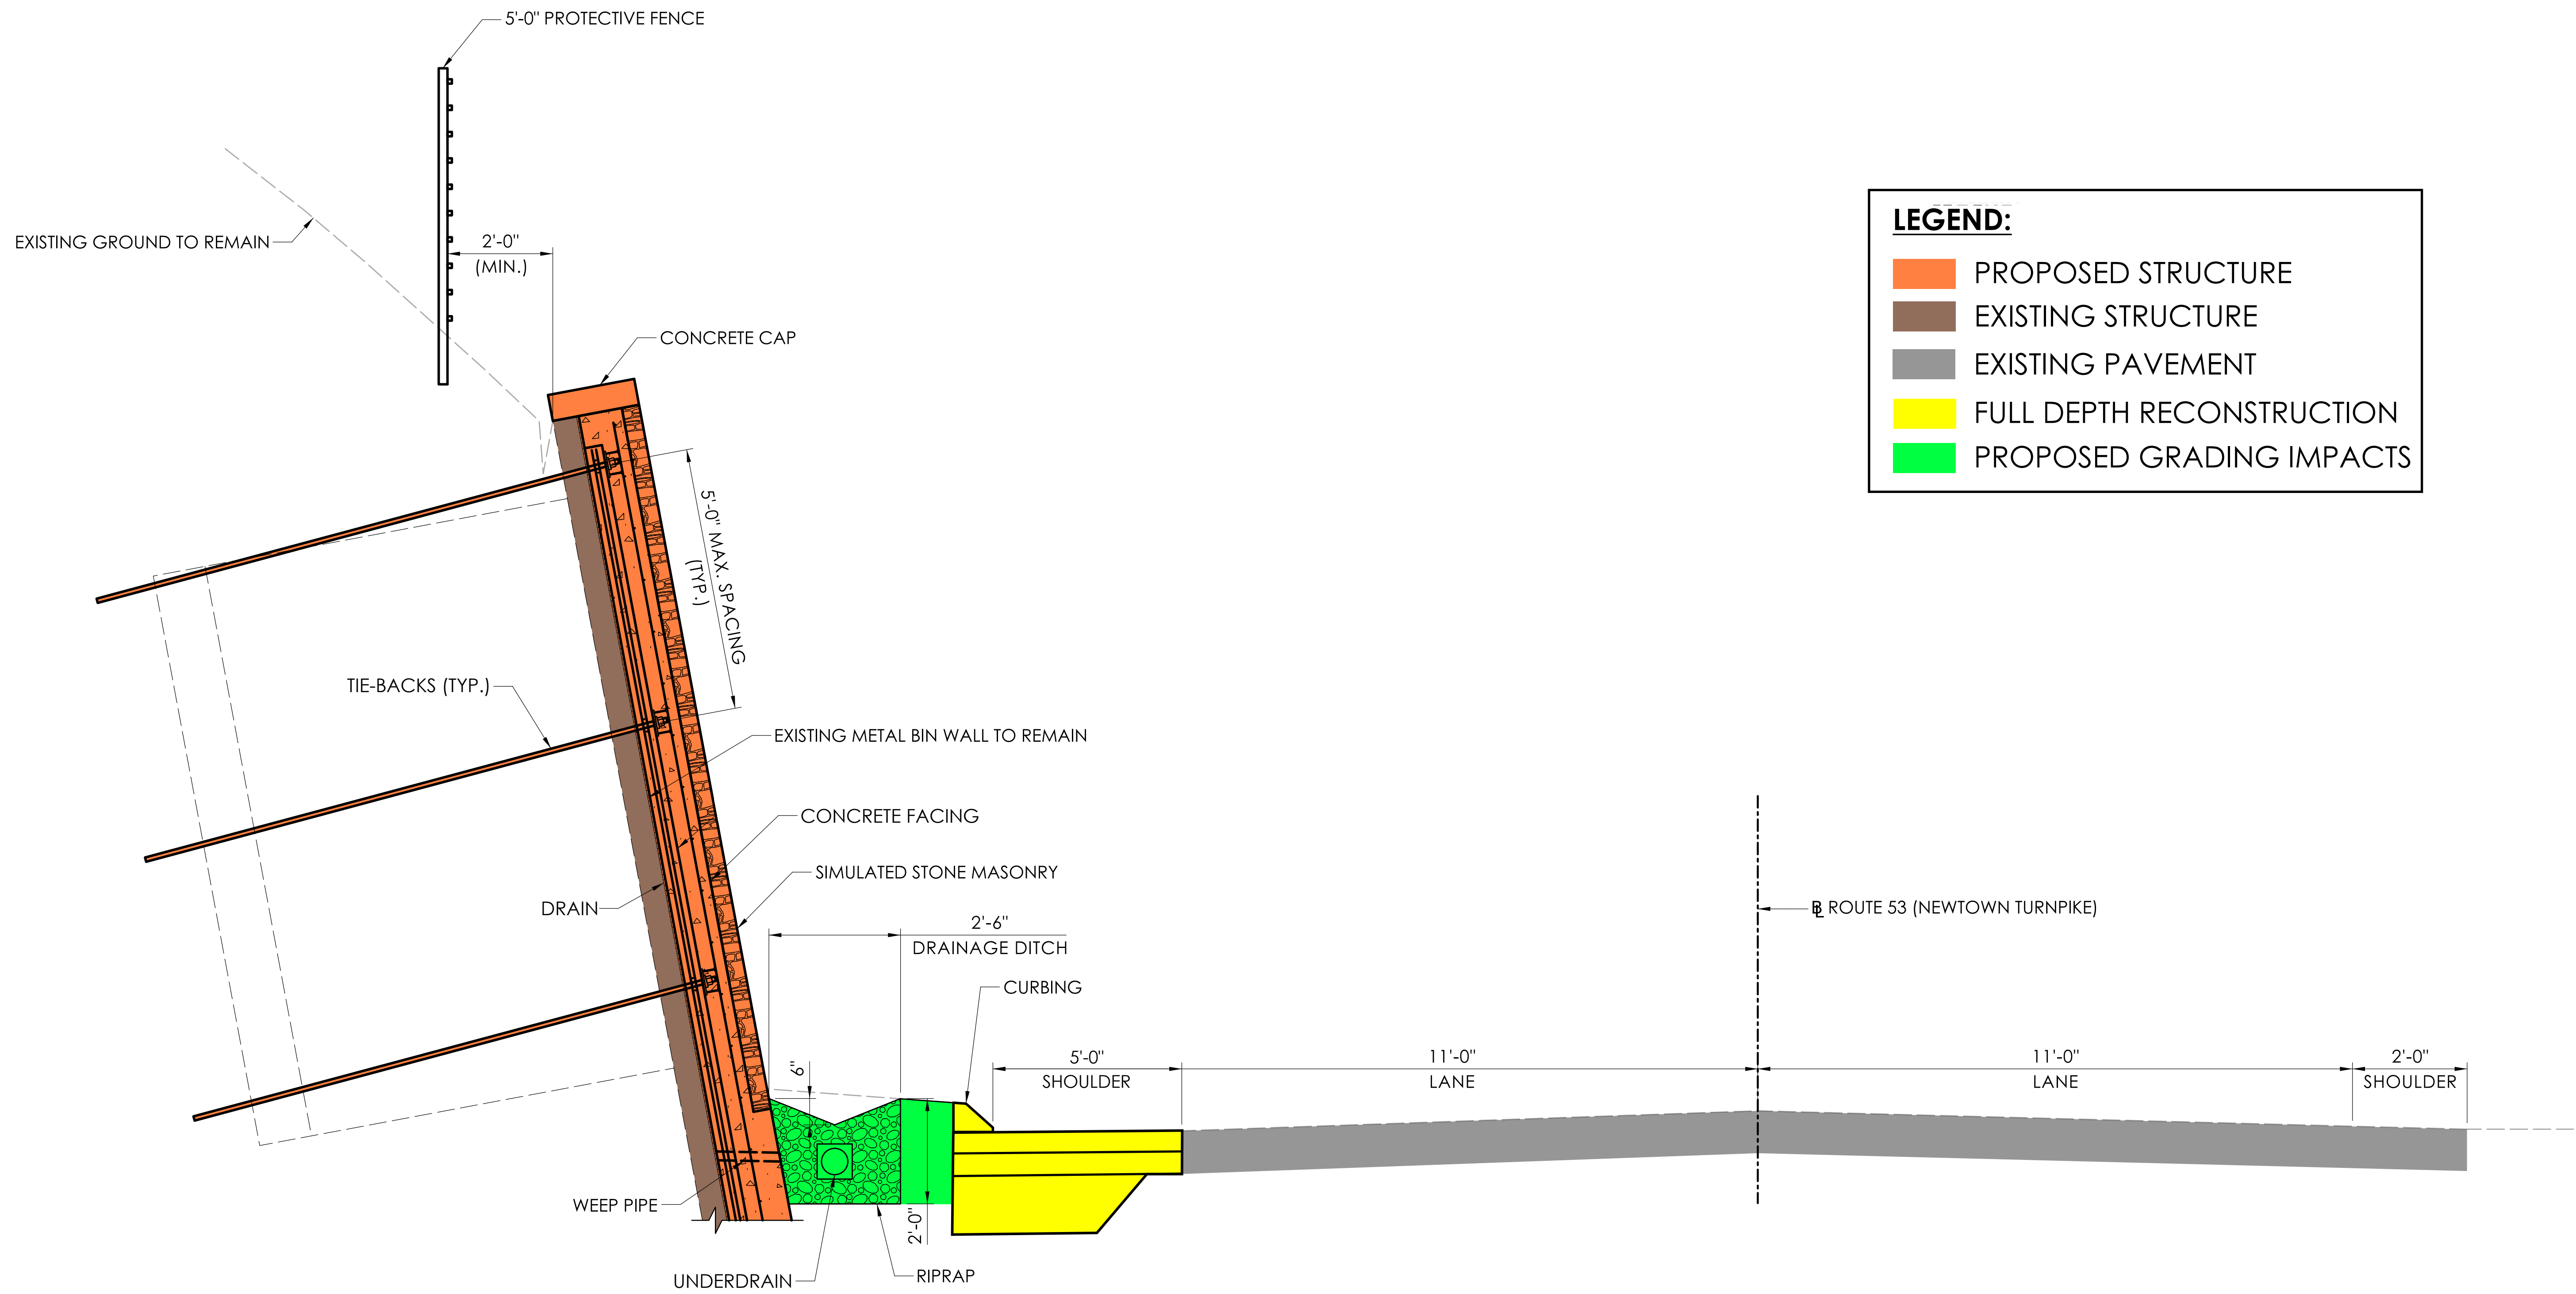 5'-0" PROTECTIVE FENCE
EXISTING GROUND TO REMAIN
2'-0"
(MIN.)
LEGEND:
PROPOSED STRUCTURE
EXISTING STRUCTURE
EXISTING PAVEMENT
FULL DEPTH RECONSTRUCTION
PROPOSED GRADING IMPACTS
CONCRETE CAP
5'-0" MAX. SPACING
(TYP.)
TIE-BACKS (TYP.)
EXISTING METAL BIN WALL TO REMAIN
CONCRETE FACING
SIMULATED STONE MASONRY
DRAIN
2'-6"
DRAINAGE DITCH
BL ROUTE 53 (NEWTOWN TURNPIKE)
CURBING
6"
5'-0"
SHOULDER
11'-0"
LANE
11'-0"
LANE
2'-0"
SHOULDER
WEEP PIPE
2'-0"
UNDERDRAIN
RIPRAP